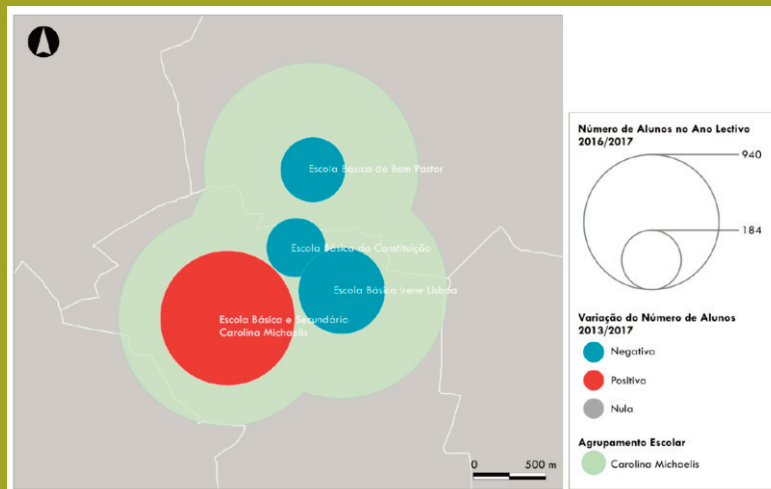 Escola Básica do Bom Pastor
Escola Básica da Constituição
Escola Básica Irene Lisboa
Escola Básica e Secundária
Carolina Michaelis
0 500 m
Número de Alunos no Ano Lectivo
2016/2017
940
184
Variação do Número de Alunos
2013/2017
Negativa
Positiva
Nula
Agrupamento Escolar
Carolina Michaelis